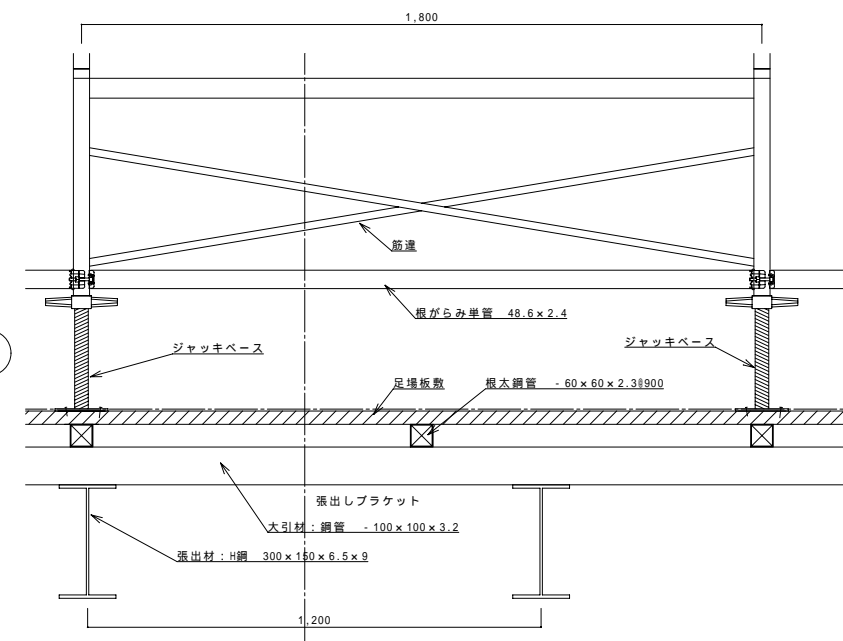 1,800
筋違
根がらみ単管 48.6×2.4
ジャッキベース
ジャッキベース
足場板敷
根太鋼管 -60×60×2.3@900
張出しブラケット
大引材：鋼管 -100×100×3.2
張出材：H鋼 300×150×6.5×9
1,200